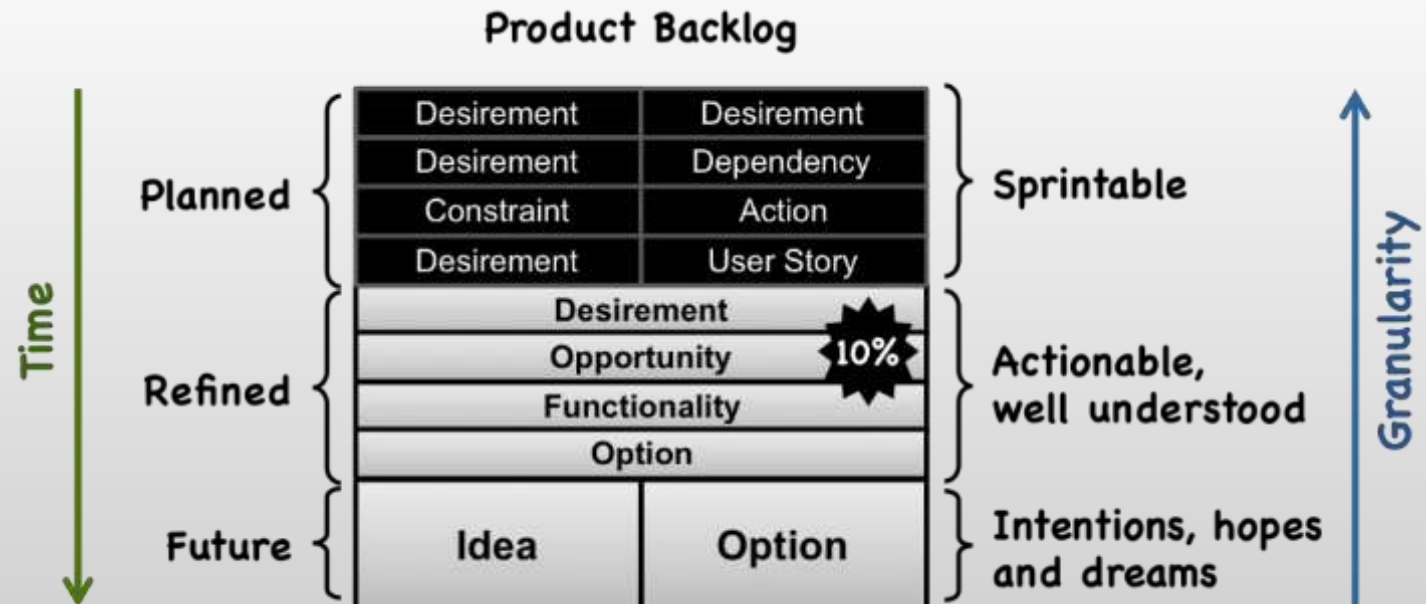 Product Backlog
Time
Planned
Desirement Desirement
Desirement Dependency
Constraint Action
Desirement User Story
Sprintable
Refined
Desirement
Opportunity
10%
Functionality
Option
Actionable,
well understood
Future
Idea Option
Intentions, hopes
and dreams
Granularity